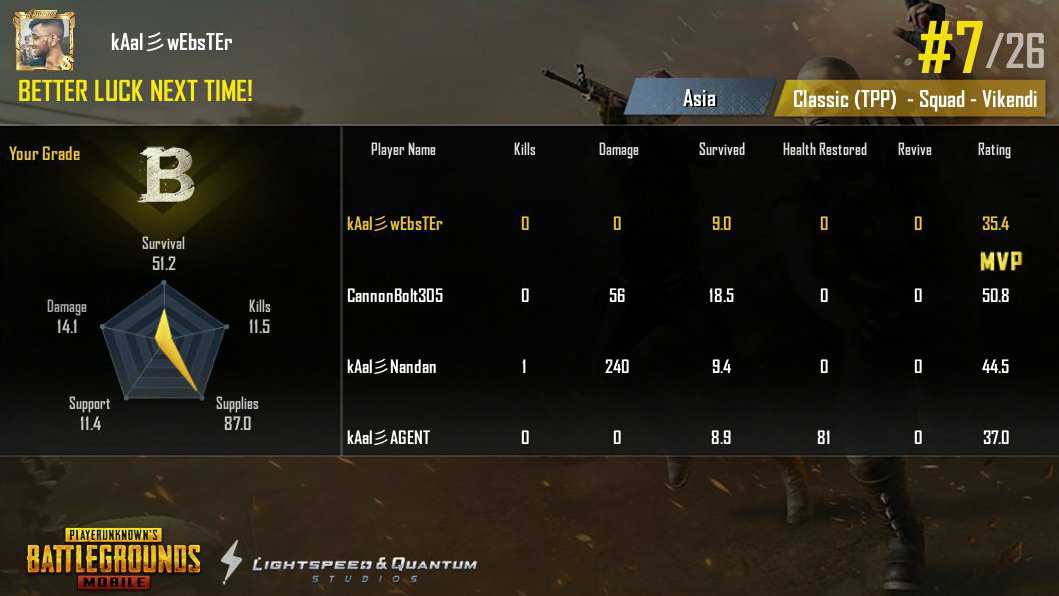 kAal彡wEbsTEr
#7/26
BETTER LUCK NEXT TIME!
Asia
Classic (TPP) - Squad - Vikendi
Your Grade
B
Survival
51.2
Damage
14.1
Kills
11.5
Support
11.4
Supplies
87.0
Player Name Kills Damage Survived Health Restored Revive Rating
kAal彡wEbsTEr 0 0 9.0 0 0 35.4
MVP
CannonBolt305 0 56 18.5 0 0 50.8
kAal彡Nandan 1 240 9.4 0 0 44.5
kAal彡AGENT 0 0 8.9 81 0 37.0
PLAYERUNKNOWN'S
BATTLEGROUNDS
MOBILE
LIGHTSPEED & QUANTUM
STUDIOS